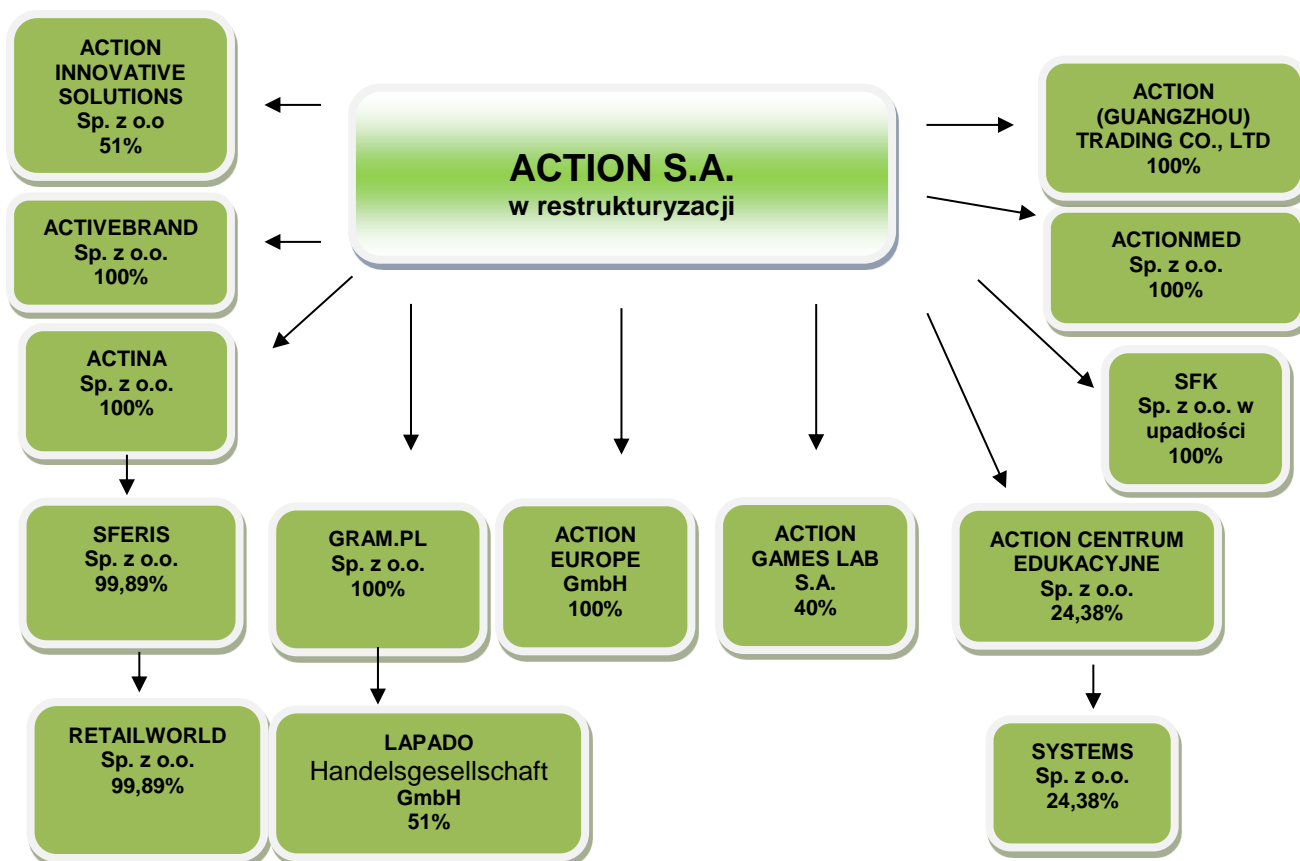 ACTION
INNOVATIVE
SOLUTIONS
Sp. z o.o
51%
ACTION S.A.
w restrukturyzacji
ACTION
(GUANGZHOU)
TRADING CO., LTD
100%
ACTIVEBRAND
Sp. z o.o.
100%
ACTIONMED
Sp. z o.o.
100%
ACTINA
Sp. z o.o.
100%
SFK
Sp. z o.o. w
upadłości
100%
SFERIS
Sp. z o.o.
99,89%
GRAM.PL
Sp. z o.o.
100%
ACTION
EUROPE
GmbH
100%
ACTION
GAMES LAB
S.A.
40%
ACTION CENTRUM
EDUKACYJNE
Sp. z o.o.
24,38%
RETAILWORLD
Sp. z o.o.
99,89%
LAPADO
Handelsgesellschaft
GmbH
51%
SYSTEMS
Sp. z o.o.
24,38%